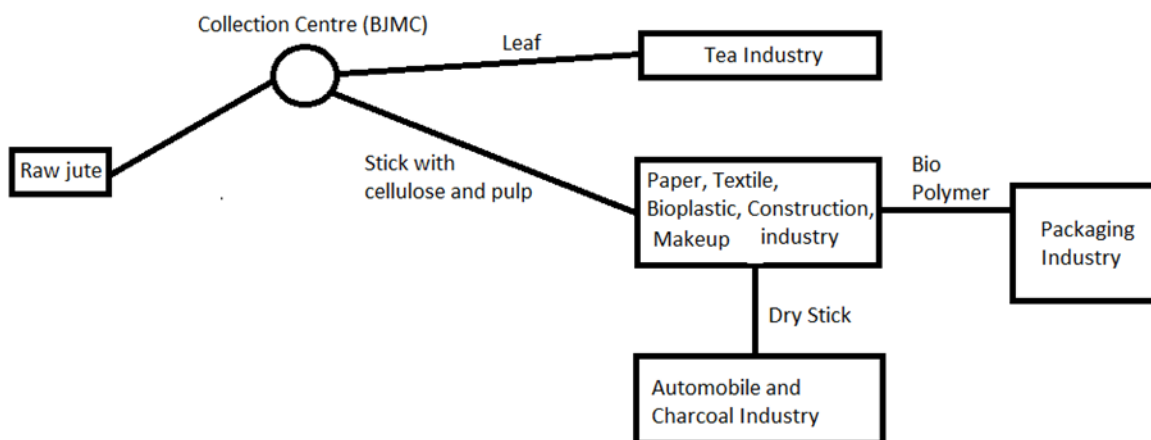 Collection Centre (BJMC)
Leaf
Tea Industry
Raw jute
Stick with
cellulose and pulp
Paper, Textile,
Bioplastic, Construction,
Makeup industry
Bio
Polymer
Packaging
Industry
Dry Stick
Automobile and
Charcoal Industry